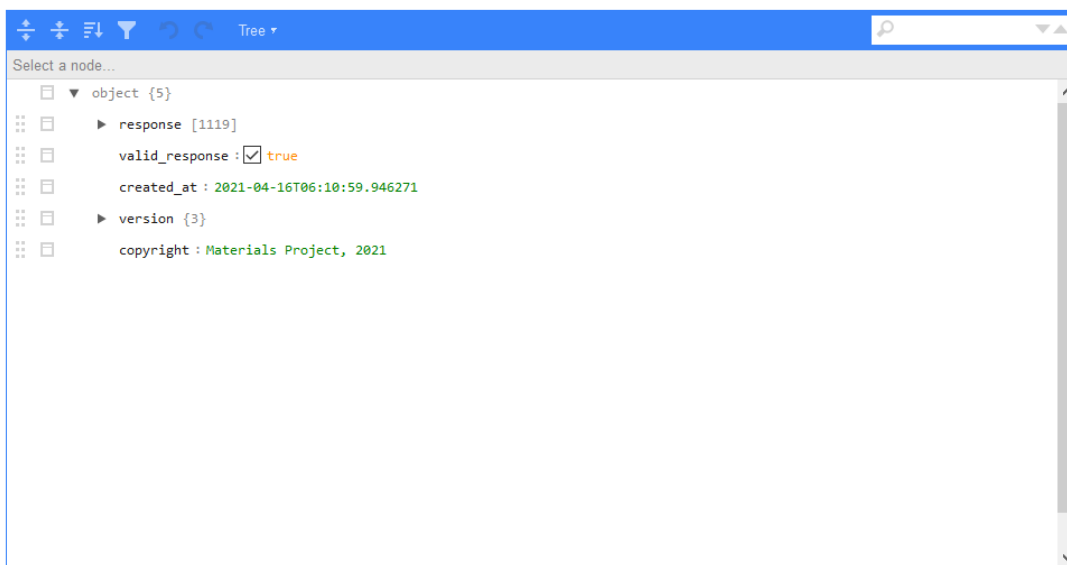 Tree
Select a node...
object {5}
response [1119]
valid_response : true
created_at : 2021-04-16T06:10:59.946271
version {3}
copyright : Materials Project, 2021